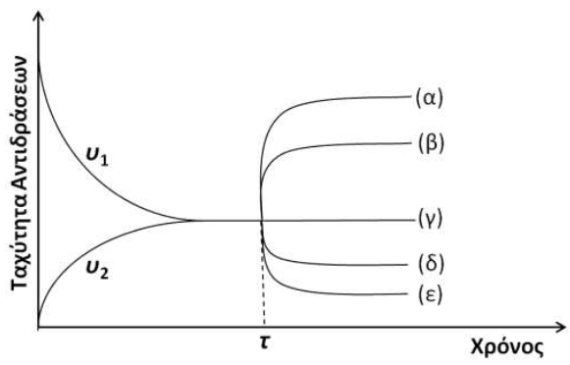 Ταχύτητα Αντιδράσεων
υ1
υ2
(α)
(β)
(γ)
(δ)
(ε)
τ
Χρόνος